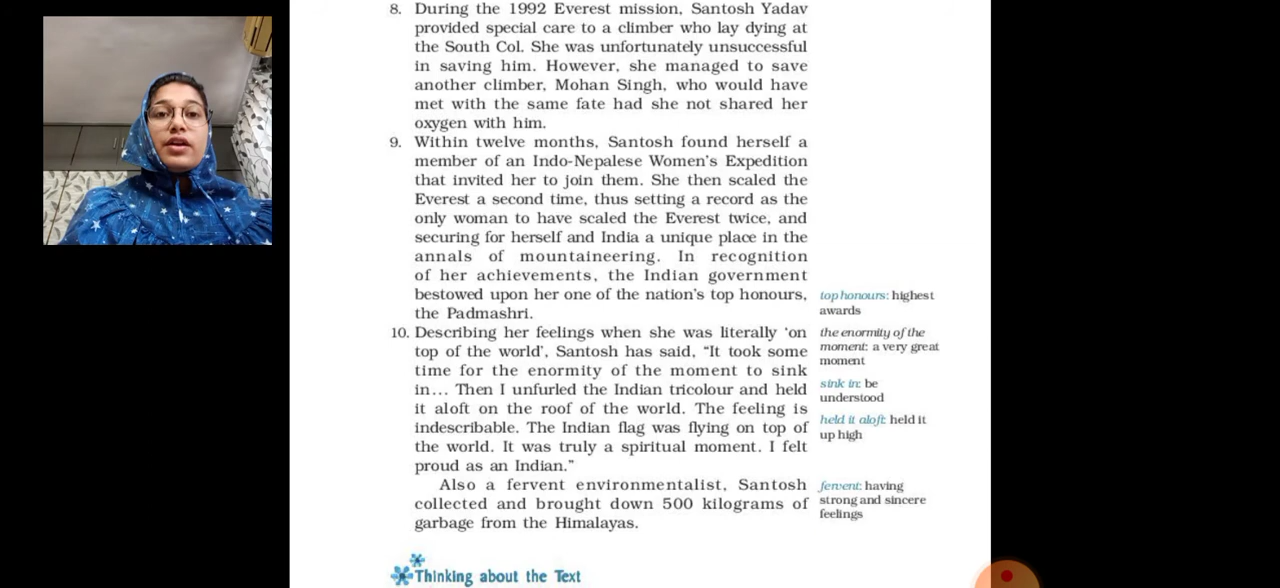 8. During the 1992 Everest mission, Santosh Yadav
provided special care to a climber who lay dying at
the South Col. She was unfortunately unsuccessful
in saving him. However, she managed to save
another climber, Mohan Singh, who would have
met with the same fate had she not shared her
oxygen with him.
9. Within twelve months, Santosh found herself a
member of an Indo-Nepalese Women's Expedition
that invited her to join them. She then scaled the
Everest a second time, thus setting a record as the
only woman to have scaled the Everest twice, and
securing for herself and India a unique place in the
annals of mountaineering. In recognition
of her achievements, the Indian government
bestowed upon her one of the nation's top honours,
the Padmashri.
top honours: highest
awards
10. Describing her feelings when she was literally 'on
top of the world', Santosh has said, “It took some
time for the enormity of the moment to sink
in... Then I unfurled the Indian tricolour and held
it aloft on the roof of the world. The feeling is
indescribable. The Indian flag was flying on top of
the world. It was truly a spiritual moment. I felt
proud as an Indian.”
the enormity of the
moment: a very great
moment
sink in: be
understood
held it aloft: held it
up high
Also a fervent environmentalist, Santosh
collected and brought down 500 kilograms of
garbage from the Himalayas.
fervent: having
strong and sincere
feelings
Thinking about the Text